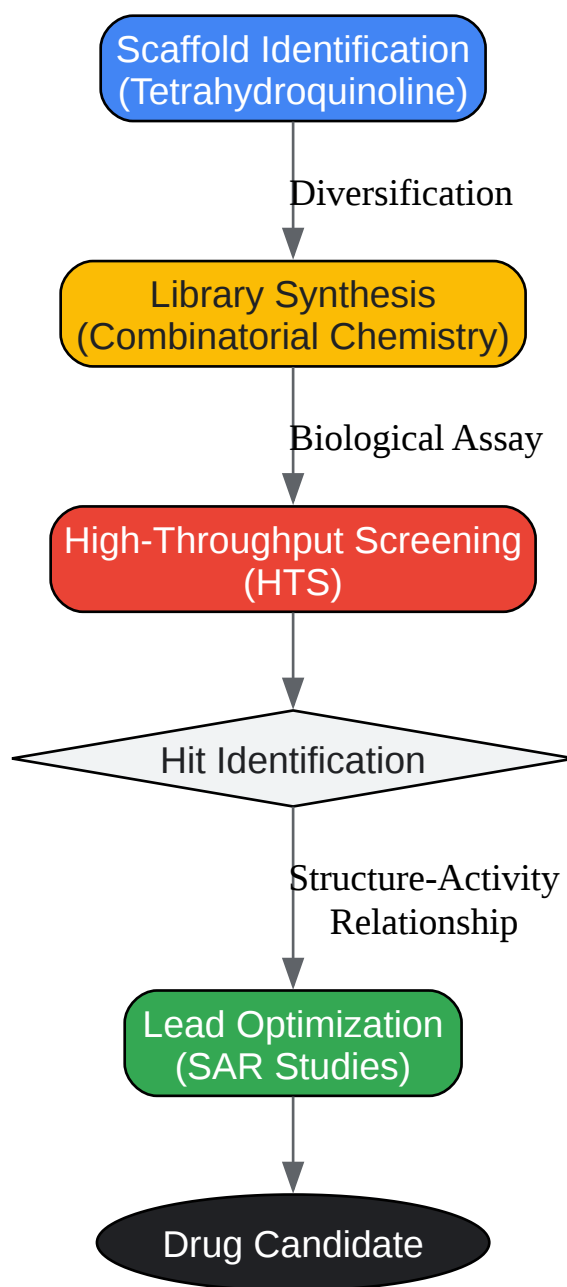 Scaffold Identification
(Tetrahydroquinoline)
Diversification
Library Synthesis
(Combinatorial Chemistry)
Biological Assay
High-Throughput Screening
(HTS)
Hit Identification
Structure-Activity
Relationship
Lead Optimization
(SAR Studies)
Drug Candidate